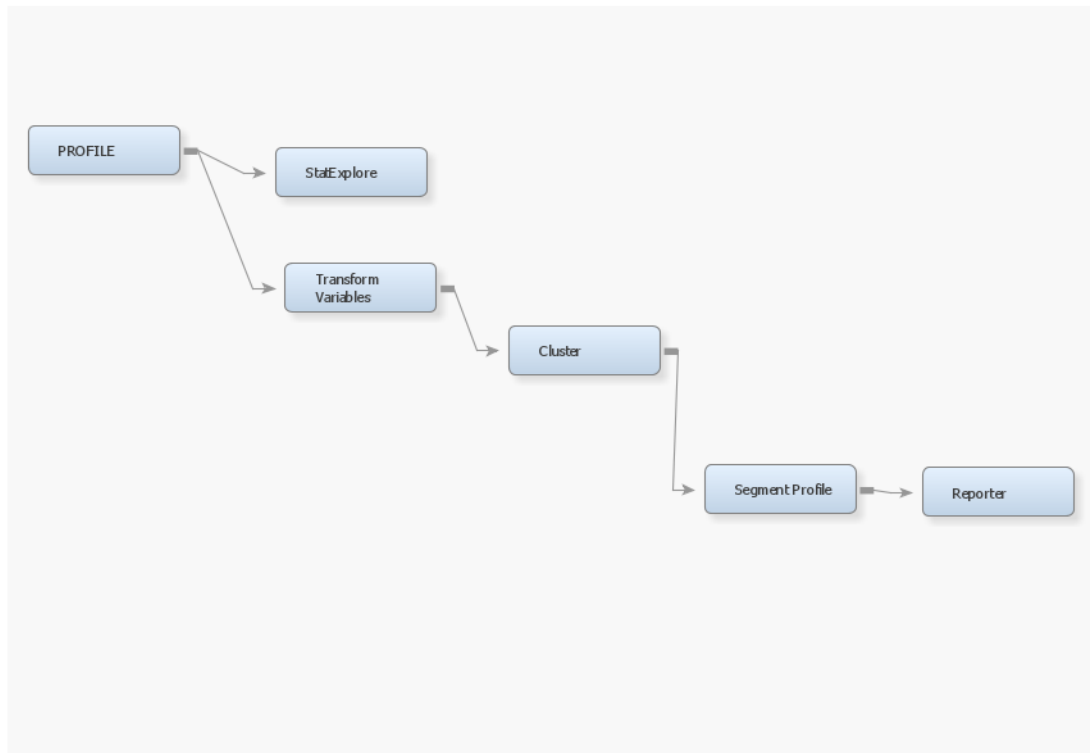 PROFILE
StatExplore
Transform
Variables
Cluster
Segment Profile
Reporter